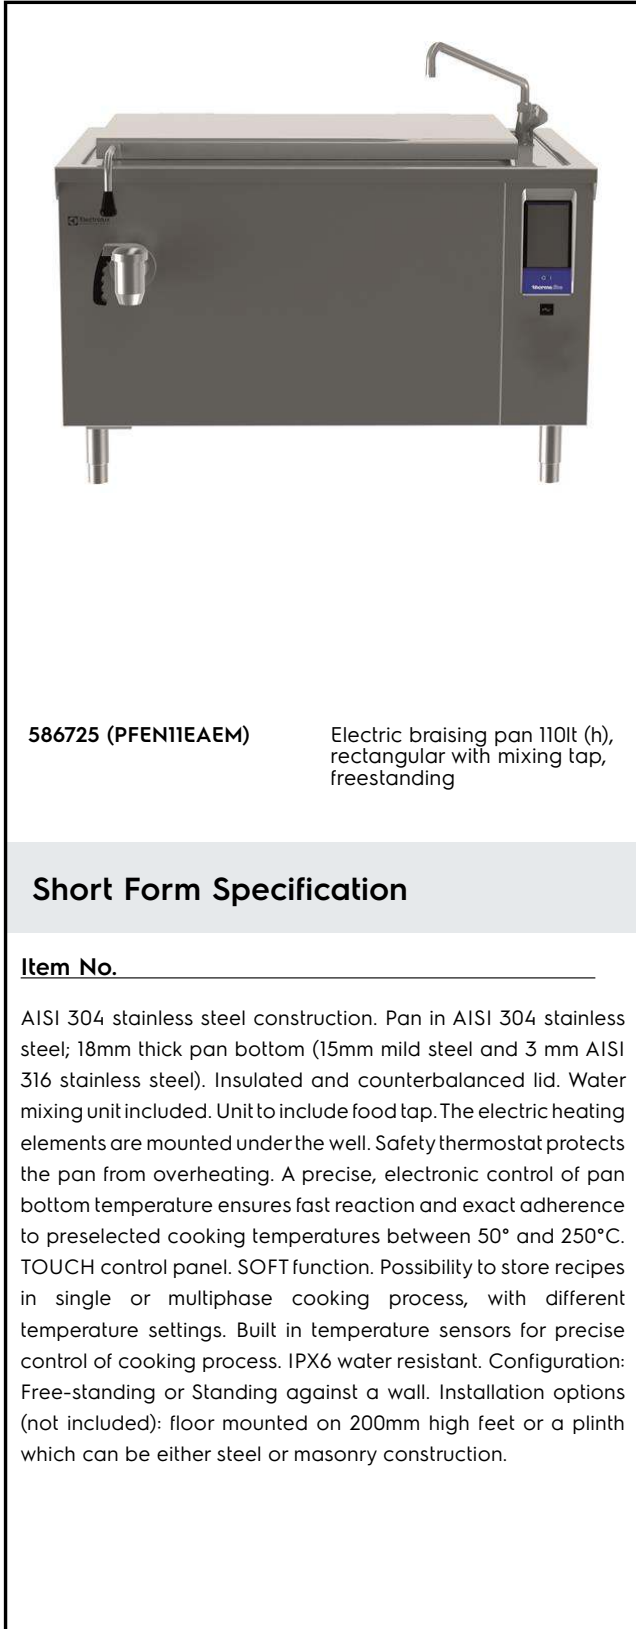 Electrolux
thermaline
586725 (PFEN11EAEM)
Electric braising pan 110lt (h),
rectangular with mixing tap,
freestanding
Short Form Specification
Item No.
AISI 304 stainless steel construction. Pan in AISI 304 stainless
steel; 18mm thick pan bottom (15mm mild steel and 3 mm AISI
316 stainless steel). Insulated and counterbalanced lid. Water
mixing unit included. Unit to include food tap. The electric heating
elements are mounted under the well. Safety thermostat protects
the pan from overheating. A precise, electronic control of pan
bottom temperature ensures fast reaction and exact adherence
to preselected cooking temperatures between 50° and 250°C.
TOUCH control panel. SOFT function. Possibility to store recipes
in single or multiphase cooking process, with different
temperature settings. Built in temperature sensors for precise
control of cooking process. IPX6 water resistant. Configuration:
Free-standing or Standing against a wall. Installation options
(not included): floor mounted on 200mm high feet or a plinth
which can be either steel or masonry construction.